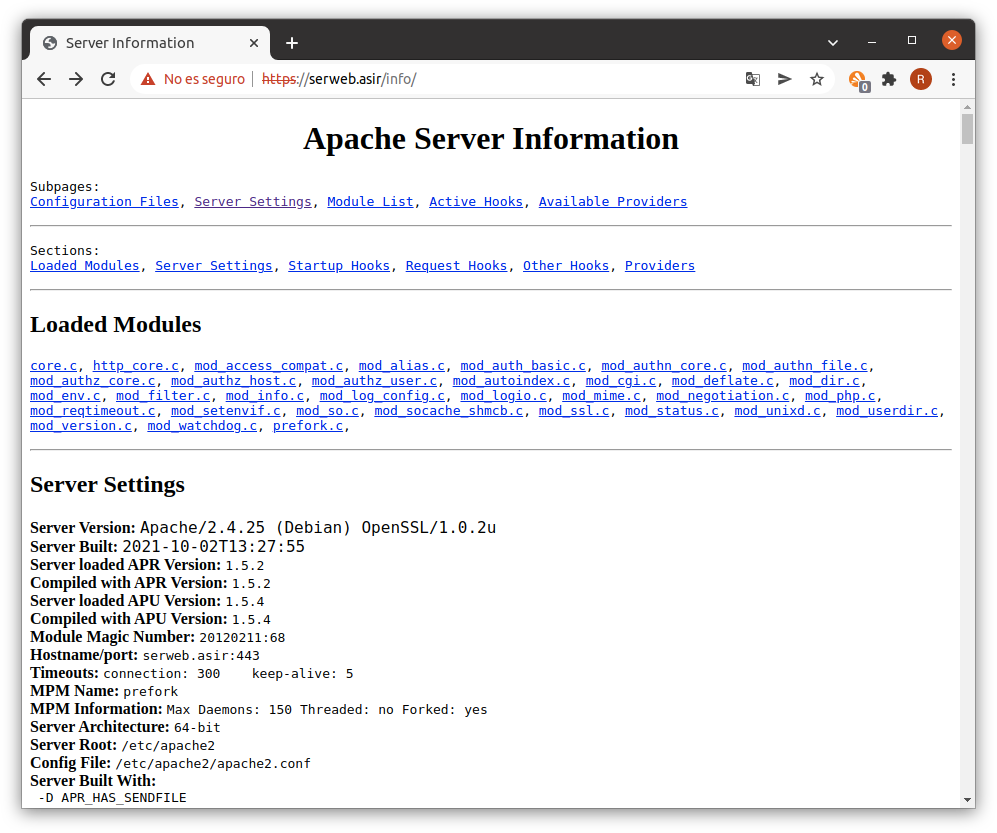 Server Information
No es seguro | https://serweb.asir/info/
0
R
Apache Server Information
Subpages:
Configuration Files, Server Settings, Module List, Active Hooks, Available Providers
Sections:
Loaded Modules, Server Settings, Startup Hooks, Request Hooks, Other Hooks, Providers
Loaded Modules
core.c, http_core.c, mod_access_compat.c, mod_alias.c, mod_auth_basic.c, mod_authn_core.c, mod_authn_file.c,
mod_authz_core.c, mod_authz_host.c, mod_authz_user.c, mod_autoindex.c, mod_cgi.c, mod_deflate.c, mod_dir.c,
mod_env.c, mod_filter.c, mod_info.c, mod_log_config.c, mod_logio.c, mod_mime.c, mod_negotiation.c, mod_php.c,
mod_reqtimeout.c, mod_setenvif.c, mod_so.c, mod_socache_shmcb.c, mod_ssl.c, mod_status.c, mod_unixd.c, mod_userdir.c,
mod_version.c, mod_watchdog.c, prefork.c,
Server Settings
Server Version: Apache/2.4.25 (Debian) OpenSSL/1.0.2u
Server Built: 2021-10-02T13:27:55
Server loaded APR Version: 1.5.2
Compiled with APR Version: 1.5.2
Server loaded APU Version: 1.5.4
Compiled with APU Version: 1.5.4
Module Magic Number: 20120211:68
Hostname/port: serweb.asir:443
Timeouts: connection: 300    keep-alive: 5
MPM Name: prefork
MPM Information: Max Daemons: 150 Threaded: no Forked: yes
Server Architecture: 64-bit
Server Root: /etc/apache2
Config File: /etc/apache2/apache2.conf
Server Built With:
-D APR_HAS_SENDFILE